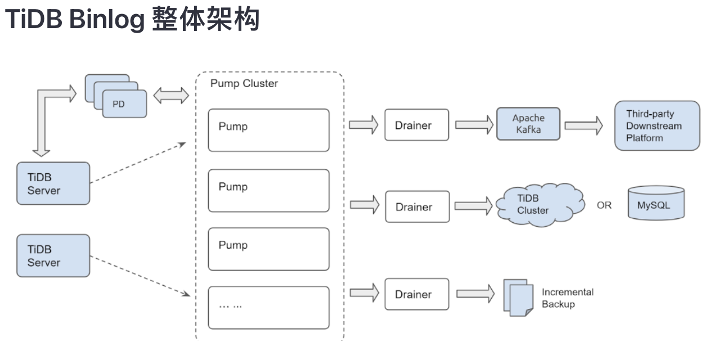 TiDB Binlog 整体架构
Pump Cluster
PD
Pump
Drainer
Apache
Kafka
Third-party
Downstream
Platform
TiDB
Server
Pump
Drainer
TiDB
Cluster
OR
MySQL
TiDB
Server
Pump
... ...
Drainer
Incremental
Backup